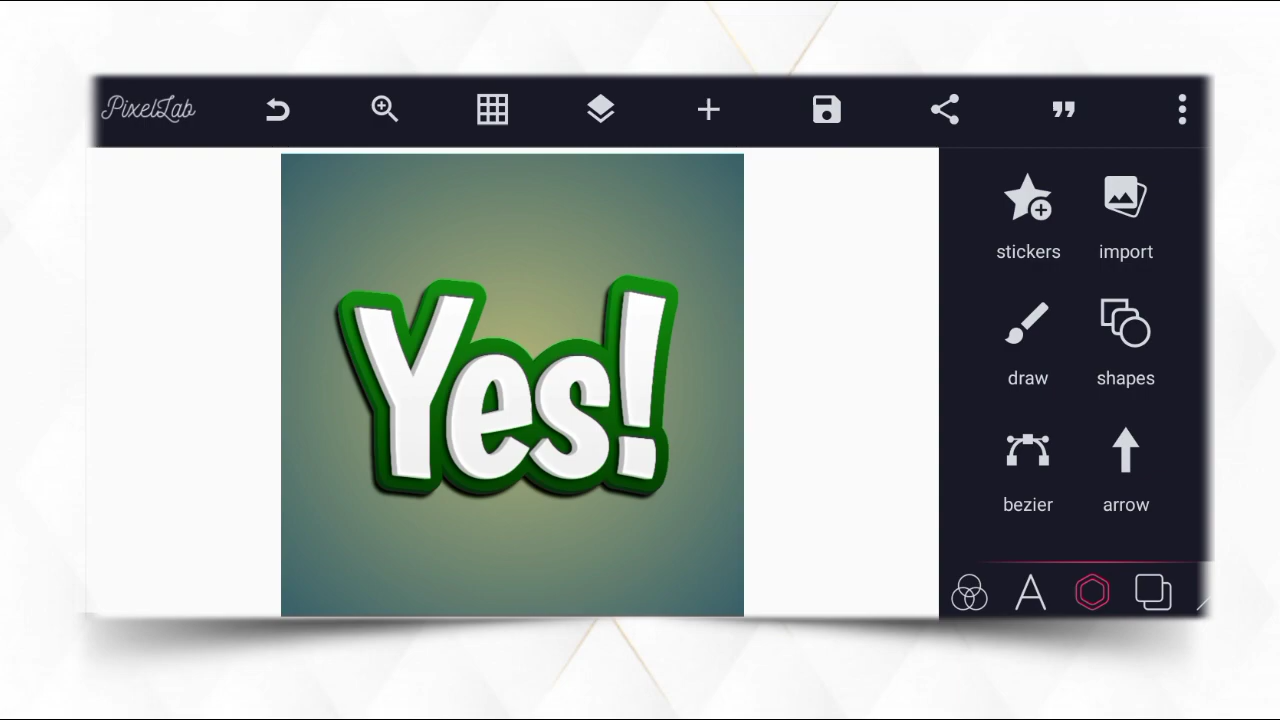 PixelLab
Yes!
stickers import
draw shapes
bezier arrow